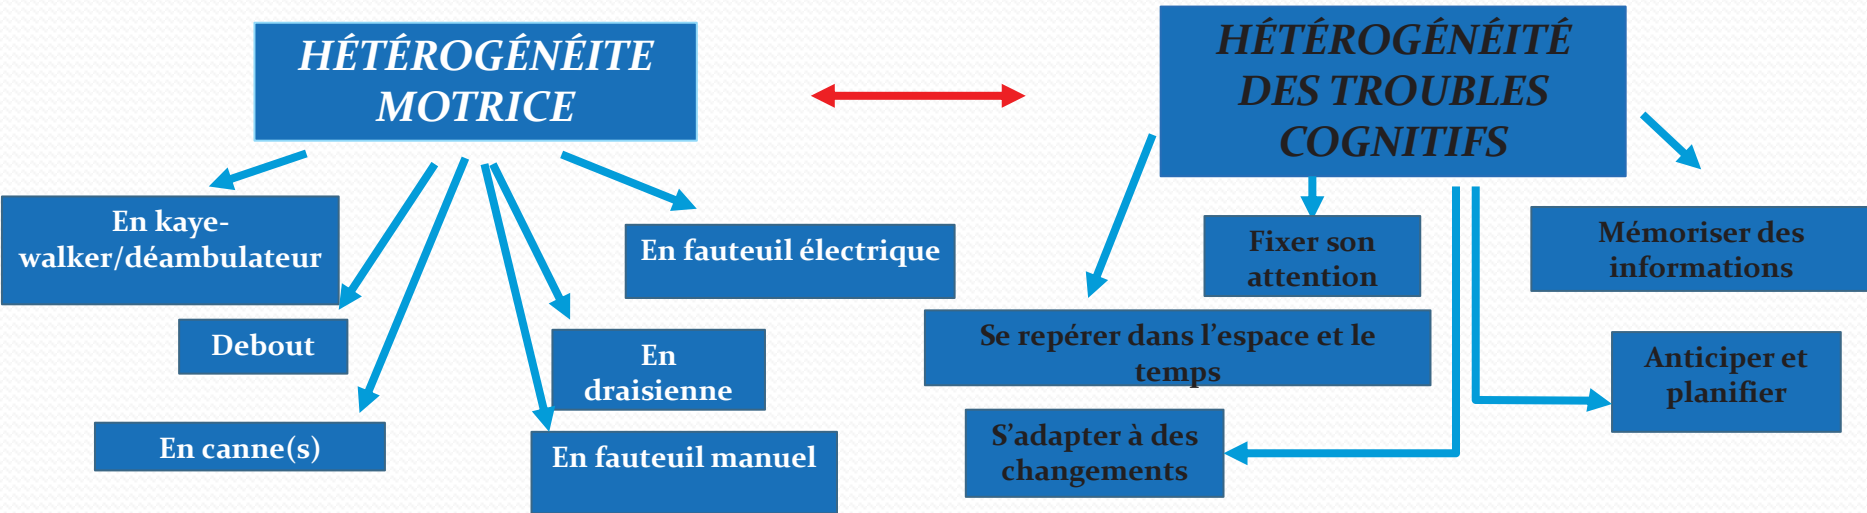 HÉTÉROGÉNÉITE
MOTRICE
HÉTÉROGÉNÉITÉ
DES TROUBLES
COGNITIFS
En kaye-
walker/déambulateur
Debout
En canne(s)
En fauteuil électrique
En
draisienne
En fauteuil manuel
Fixer son
attention
Mémoriser des
informations
Se repérer dans l’espace et le
temps
Anticiper et
planifier
S’adapter à des
changements